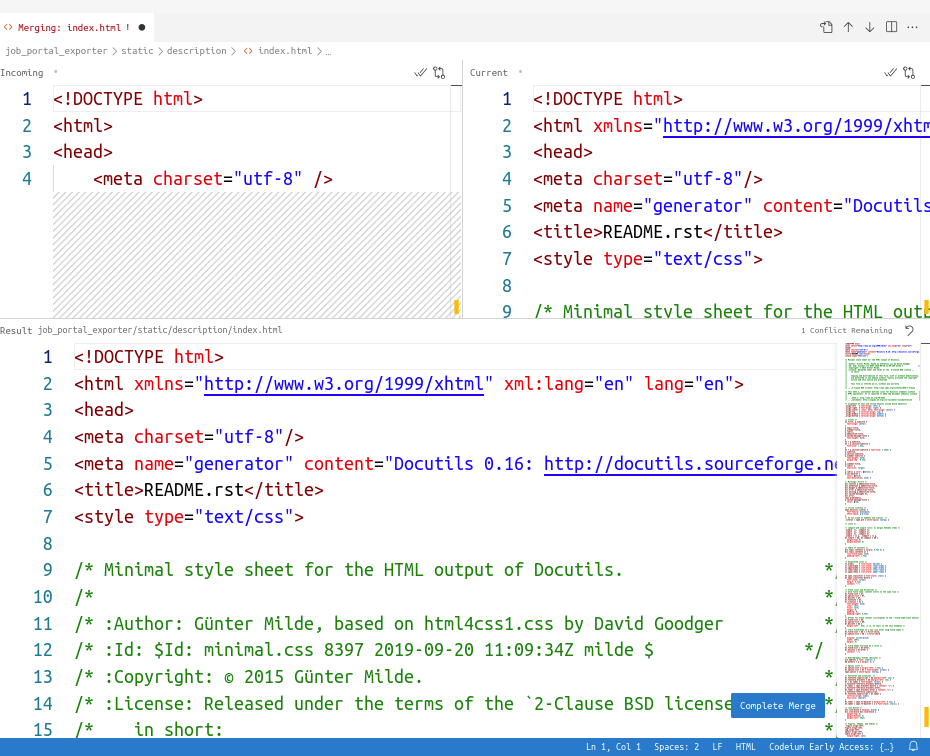 <> Merging: index.html ! ●
job_portal_exporter > static > description > <> index.html > …
Incoming
1 <!DOCTYPE html>
2 <html>
3 <head>
4     <meta charset="utf-8" />
Current
1 <!DOCTYPE html>
2 <html xmlns="http://www.w3.org/1999/xhtm
3 <head>
4 <meta charset="utf-8"/>
5 <meta name="generator" content="Docutils
6 <title>README.rst</title>
7 <style type="text/css">
8
9 /* Minimal style sheet for the HTML outp
Result job_portal_exporter/static/description/index.html
1 Conflict Remaining
1 <!DOCTYPE html>
2 <html xmlns="http://www.w3.org/1999/xhtml" xml:lang="en" lang="en">
3 <head>
4 <meta charset="utf-8"/>
5 <meta name="generator" content="Docutils 0.16: http://docutils.sourceforge.ne
6 <title>README.rst</title>
7 <style type="text/css">
8
9 /* Minimal style sheet for the HTML output of Docutils.                    */
10 /*                                                                         */
11 /* :Author: Günter Milde, based on html4css1.css by David Goodger          */
12 /* :Id: $Id: minimal.css 8397 2019-09-20 11:09:34Z milde $               */
13 /* :Copyright: © 2015 Günter Milde.                                        */
14 /* :License: Released under the terms of the `2-Clause BSD license
15 /*    in short:                                                            */
Complete Merge
Ln 1, Col 1 Spaces: 2 LF HTML Codeium Early Access: {…}